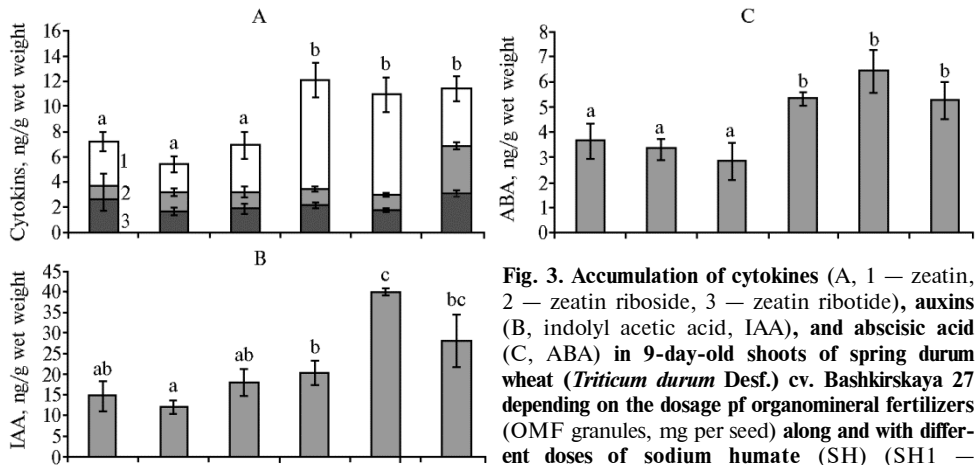 A
Cytokins, ng/g wet weight
16
14
12
10
8
6
4
2
0
a
a
a
b
b
b
1
2
3
C
ABA, ng/g wet weight
8
7
6
5
4
3
2
1
0
a
a
a
b
b
b
B
IAA, ng/g wet weight
45
40
35
30
25
20
15
10
5
0
ab
a
ab
b
c
bc
Fig. 3. Accumulation of cytokines (A, 1 — zeatin,
2 — zeatin riboside, 3 — zeatin ribotide), auxins
(B, indolyl acetic acid, IAA), and abscisic acid
(C, ABA) in 9-day-old shoots of spring durum
wheat (Triticum durum Desf.) cv. Bashkirskaya 27
depending on the dosage pf organomineral fertilizers
(OMF granules, mg per seed) along and with differ-
ent doses of sodium humate (SH) (SH1 —